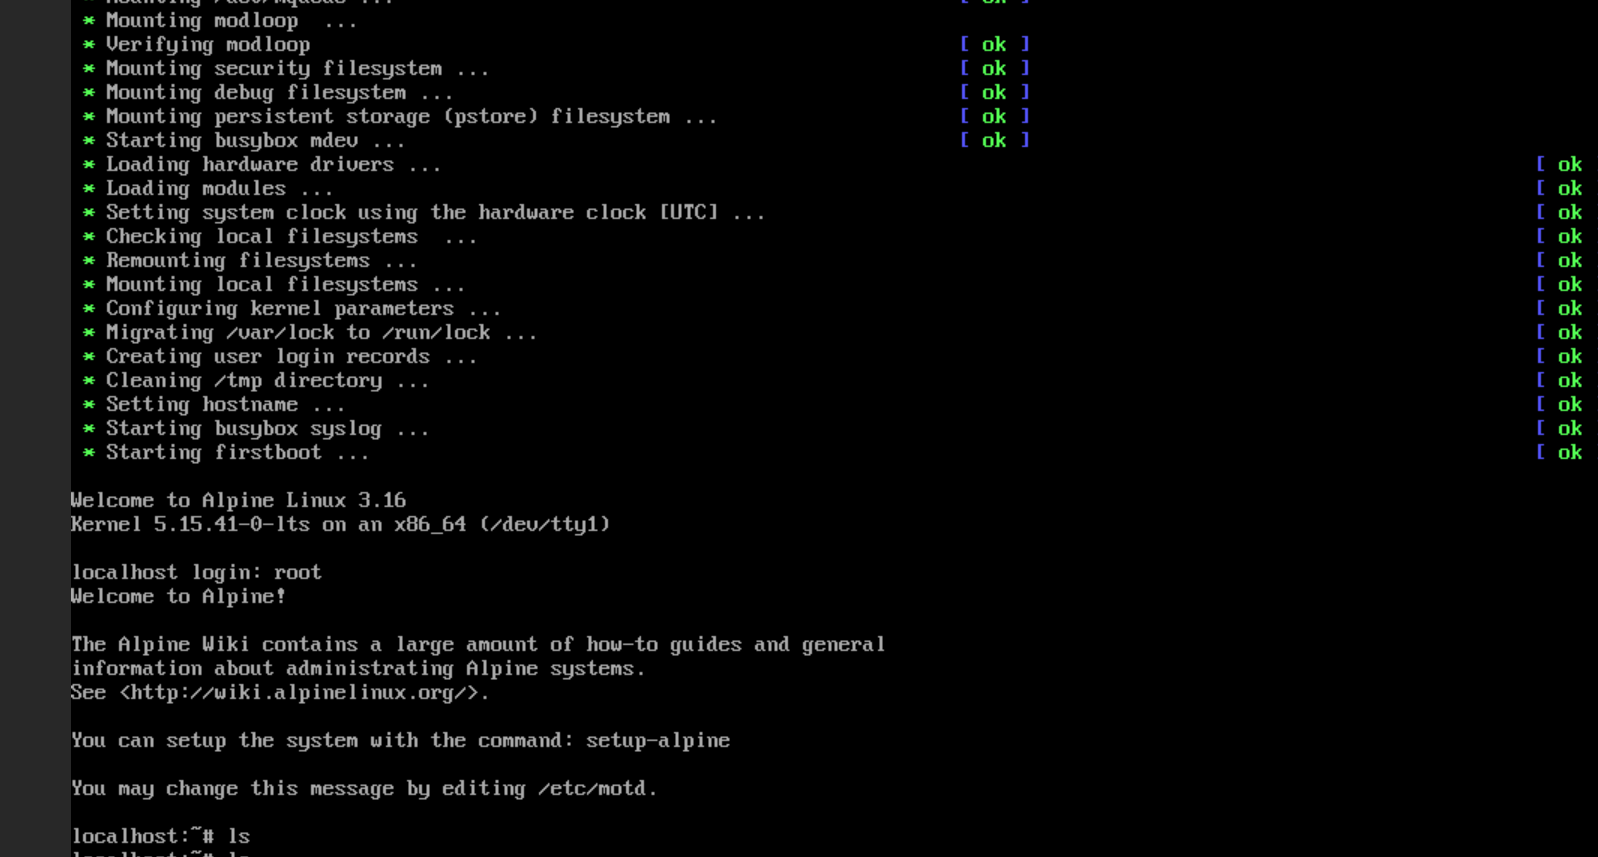 * Mounting modloop  ...
* Verifying modloop [ ok ]
* Mounting security filesystem ... [ ok ]
* Mounting debug filesystem ... [ ok ]
* Mounting persistent storage (pstore) filesystem ... [ ok ]
* Starting busybox mdev ... [ ok ]
* Loading hardware drivers ... [ ok
* Loading modules ... [ ok
* Setting system clock using the hardware clock [UTC] ... [ ok
* Checking local filesystems  ... [ ok
* Remounting filesystems ... [ ok
* Mounting local filesystems ... [ ok
* Configuring kernel parameters ... [ ok
* Migrating /var/lock to /run/lock ... [ ok
* Creating user login records ... [ ok
* Cleaning /tmp directory ... [ ok
* Setting hostname ... [ ok
* Starting busybox syslog ... [ ok
* Starting firstboot ... [ ok
Welcome to Alpine Linux 3.16
Kernel 5.15.41-0-lts on an x86_64 (/dev/tty1)
localhost login: root
Welcome to Alpine!
The Alpine Wiki contains a large amount of how-to guides and general
information about administrating Alpine systems.
See <http://wiki.alpinelinux.org/>.
You can setup the system with the command: setup-alpine
You may change this message by editing /etc/motd.
localhost:~# ls